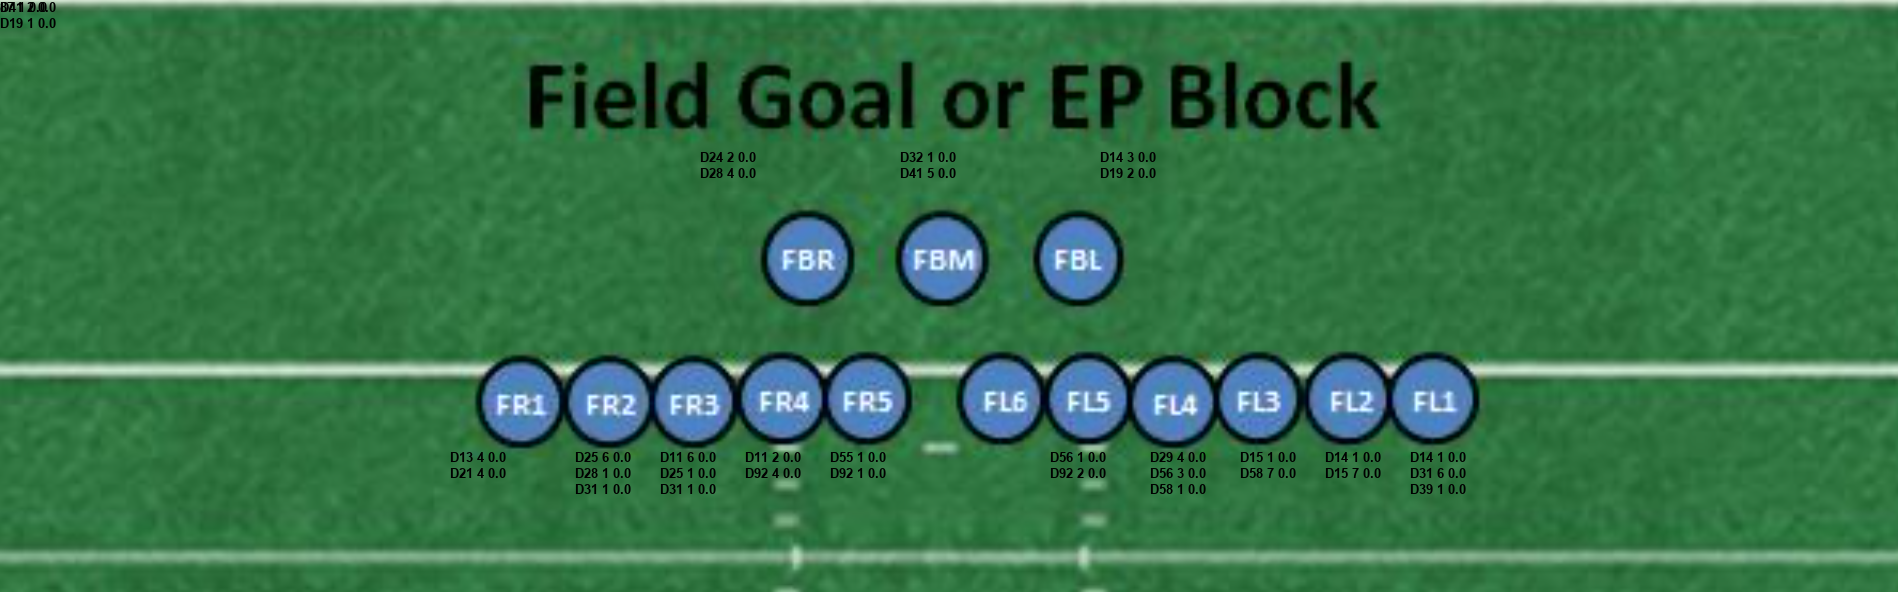 D19 1 0.0
Field Goal or EP Block
D24 2 0.0
D28 4 0.0
D32 1 0.0
D41 5 0.0
D14 3 0.0
D19 2 0.0
FBR
FBM
FBL
FR1
FR2
FR3
FR4
FR5
FL6
FL5
FL4
FL3
FL2
FL1
D13 4 0.0
D21 4 0.0
D25 6 0.0
D28 1 0.0
D31 1 0.0
D11 6 0.0
D25 1 0.0
D31 1 0.0
D11 2 0.0
D92 4 0.0
D55 1 0.0
D92 1 0.0
D56 1 0.0
D92 2 0.0
D29 4 0.0
D56 3 0.0
D58 1 0.0
D15 1 0.0
D58 7 0.0
D14 1 0.0
D15 7 0.0
D14 1 0.0
D31 6 0.0
D39 1 0.0